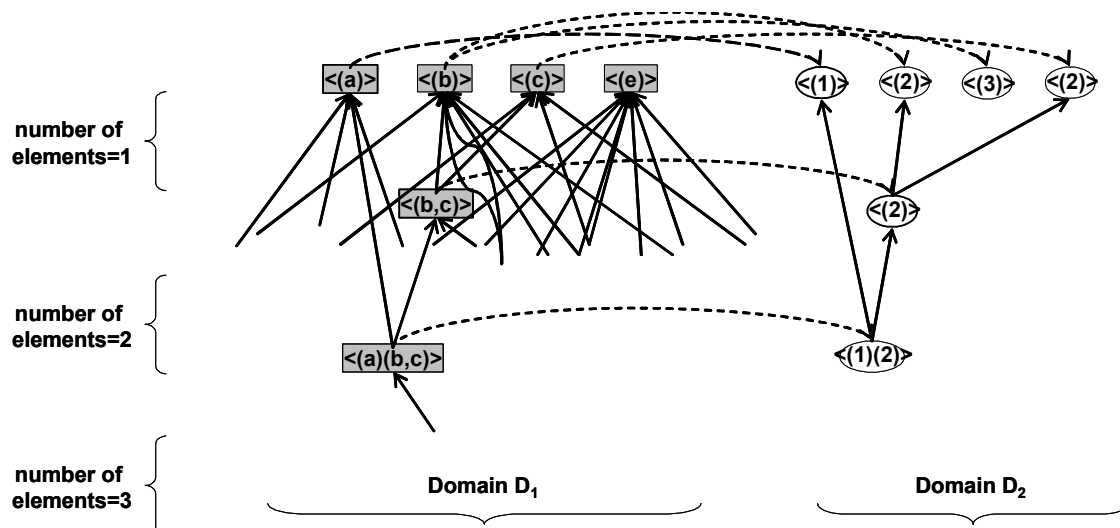 <(a)> <(b)> <(c)> <(e)> <(1)> <(2)> <(3)> <(2)>
number of
elements=1
<(b,c)> <(2)>
number of
elements=2
<(a)(b,c)> <(1)(2)>
number of
elements=3
Domain D₁ Domain D₂